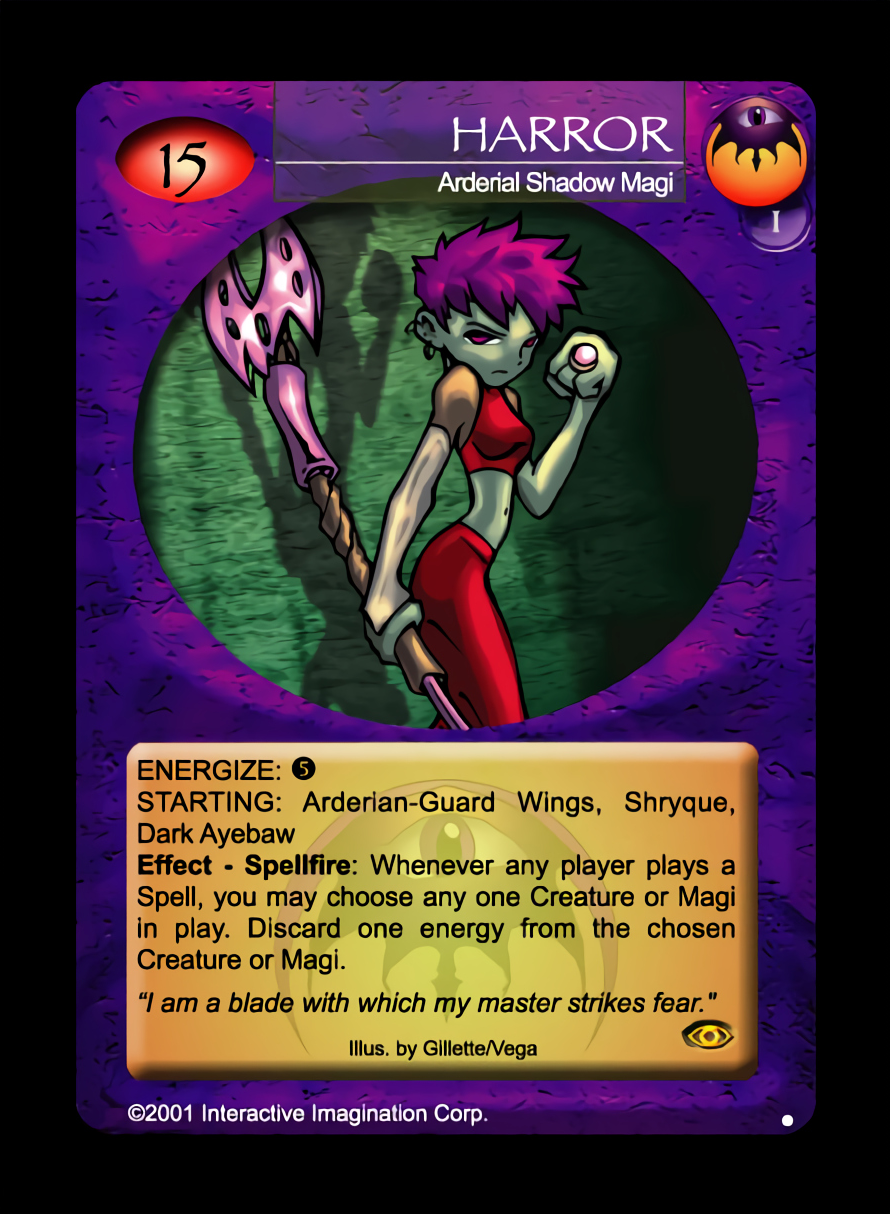 15
HARROR
Arderial Shadow Magi
I
ENERGIZE: ❺
STARTING: Arderian-Guard Wings, Shryque,
Dark Ayebaw
Effect - Spellfire: Whenever any player plays a
Spell, you may choose any one Creature or Magi
in play. Discard one energy from the chosen
Creature or Magi.
“I am a blade with which my master strikes fear."
Illus. by Gillette/Vega
©2001 Interactive Imagination Corp.